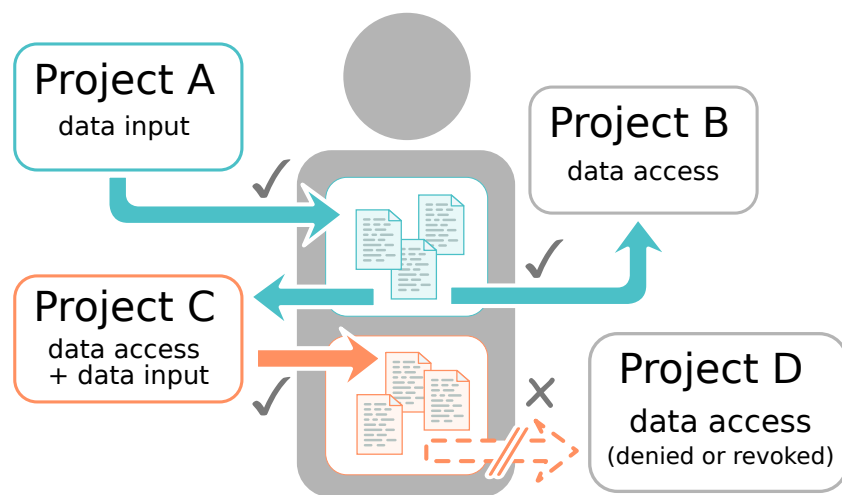 Project A
data input
Project B
data access
Project C
data access
+ data input
Project D
data access
(denied or revoked)